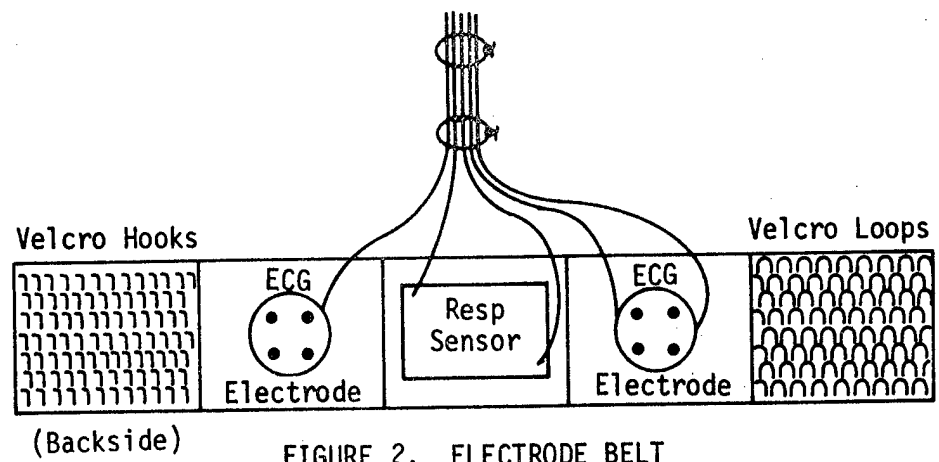 Velcro Hooks
Velcro Loops
ECG
Electrode
Resp
Sensor
ECG
Electrode
(Backside)
FIGURE 2. ELECTRODE BELT